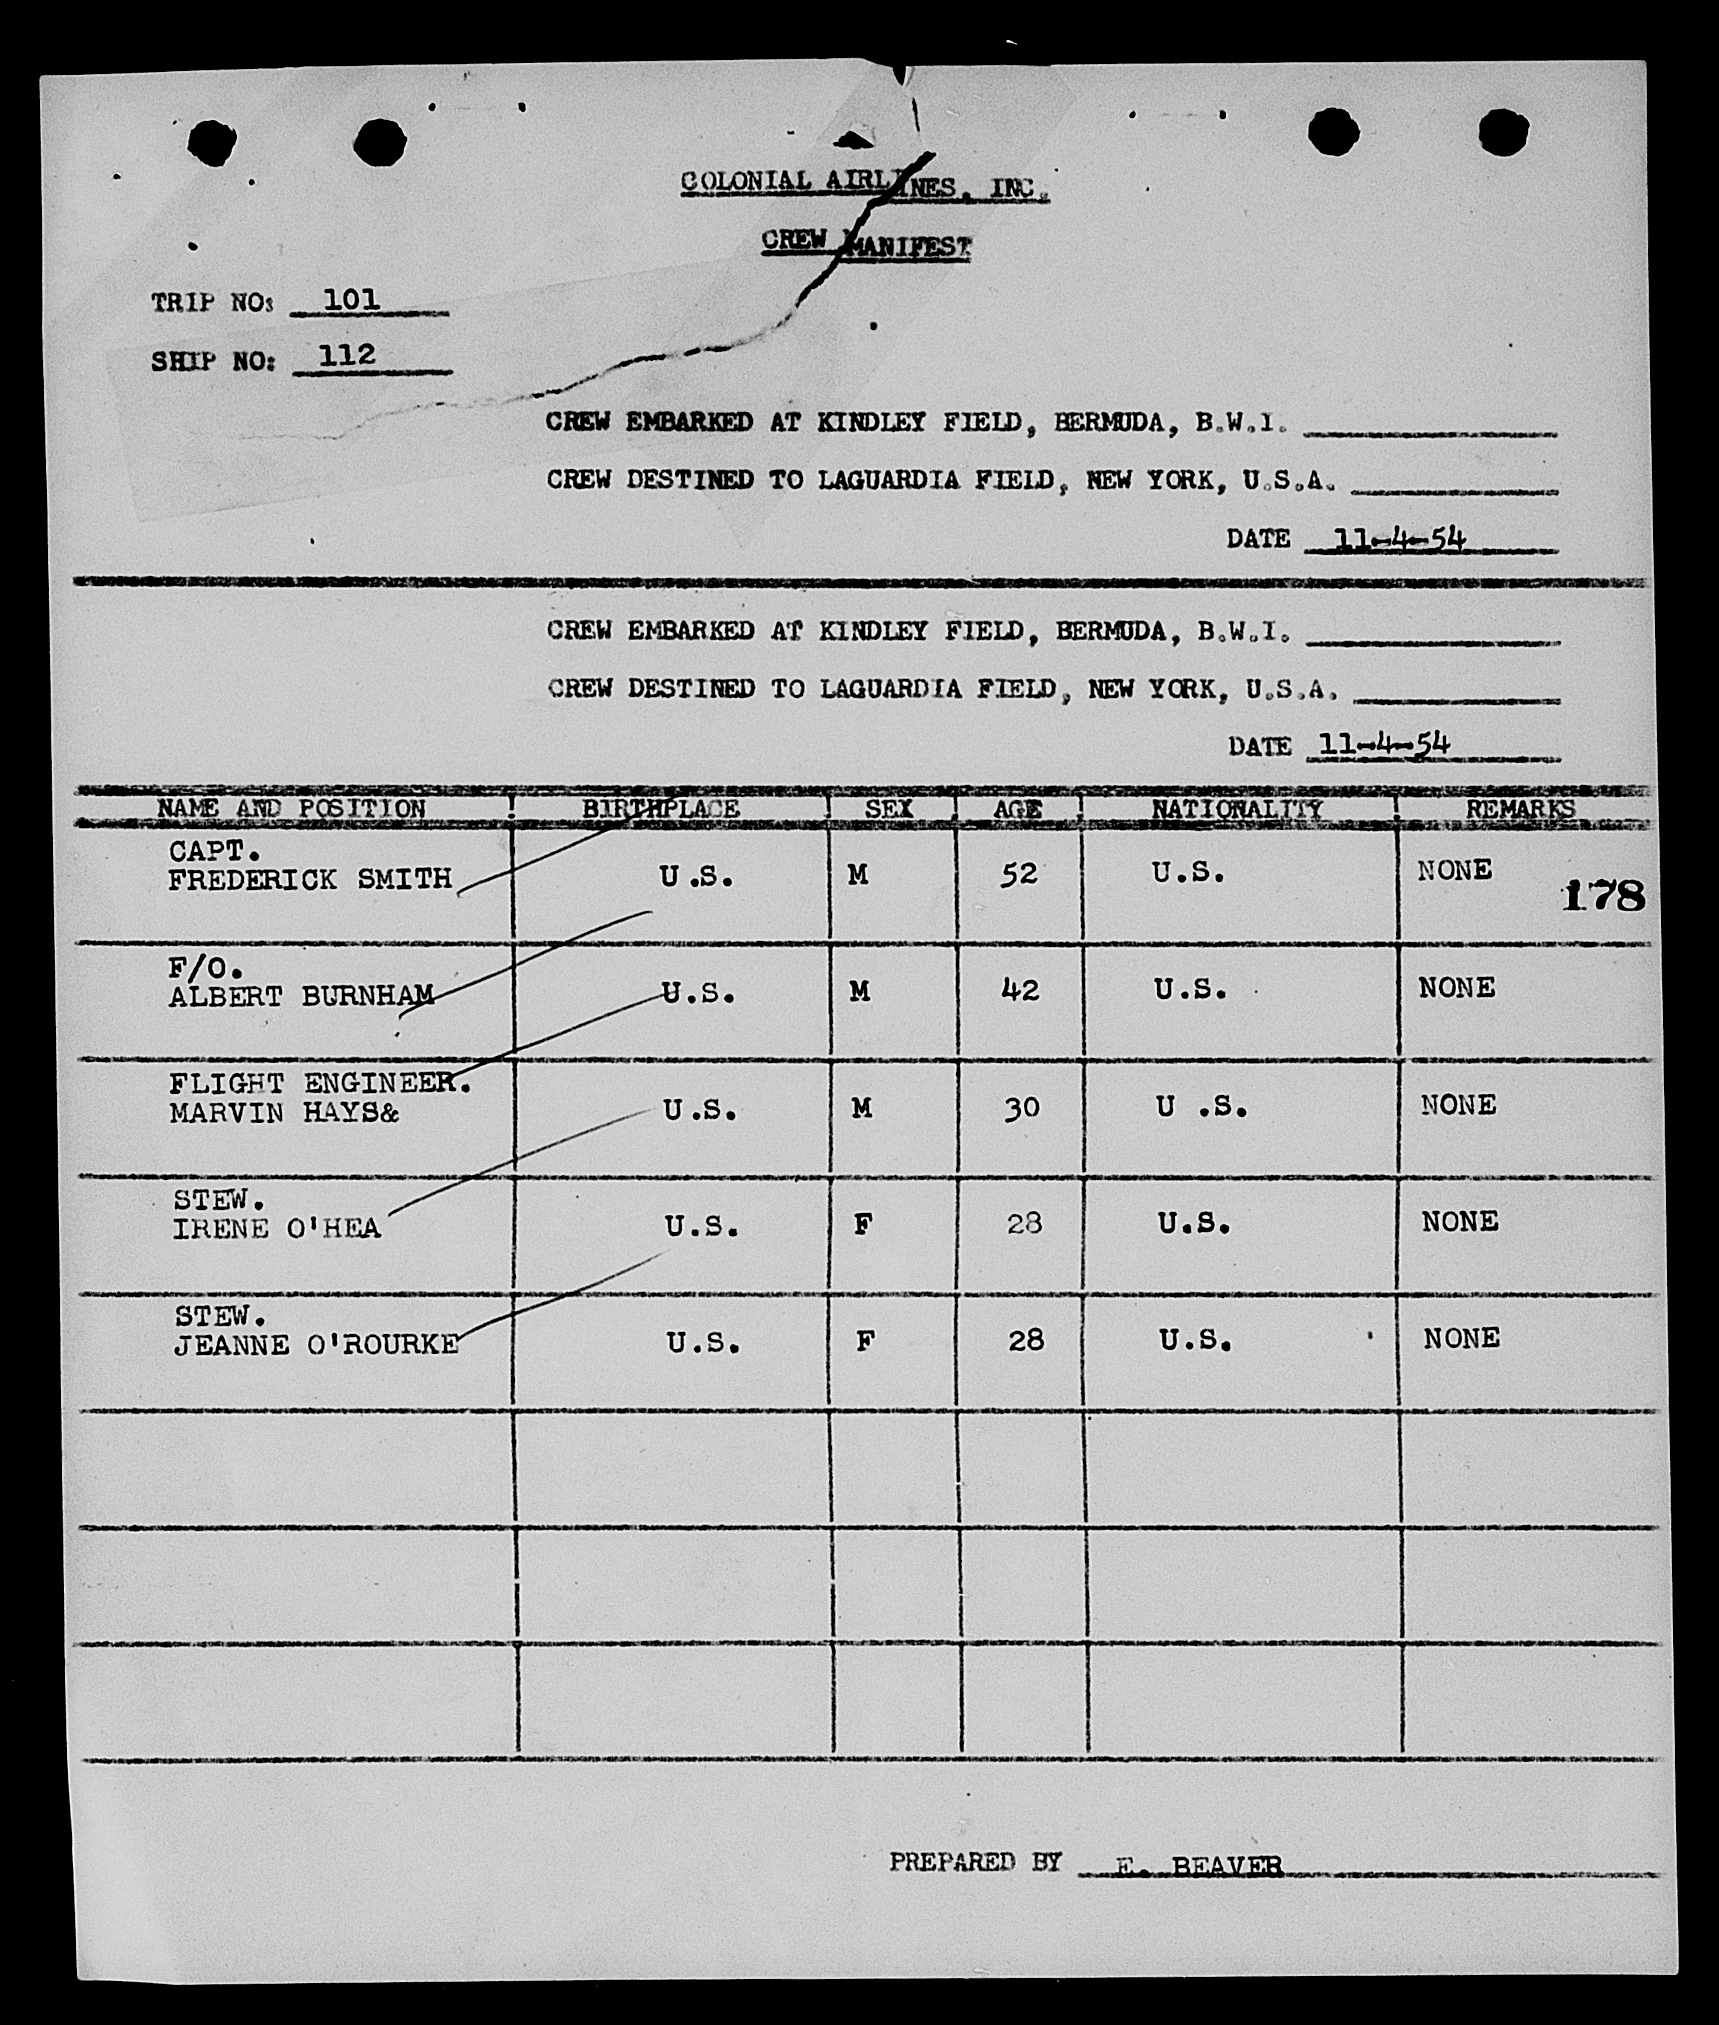 COLONIAL AIRLINES, INC.
CREW MANIFEST
TRIP NO: 101
SHIP NO: 112
CREW EMBARKED AT KINDLEY FIELD, BERMUDA, B.W.I.
CREW DESTINED TO LAGUARDIA FIELD, NEW YORK, U.S.A.
DATE 11-4-54
CREW EMBARKED AT KINDLEY FIELD, BERMUDA, B.W.I.
CREW DESTINED TO LAGUARDIA FIELD, NEW YORK, U.S.A.
DATE 11-4-54
NAME AND POSITION BIRTHPLACE SEX AGE NATIONALITY REMARKS
CAPT.
FREDERICK SMITH U.S. M 52 U.S. NONE
178
F/O.
ALBERT BURNHAM U.S. M 42 U.S. NONE
FLIGHT ENGINEER.
MARVIN HAYS& U.S. M 30 U .S. NONE
STEW.
IRENE O'HEA U.S. F 28 U.S. NONE
STEW.
JEANNE O'ROURKE U.S. F 28 U.S. NONE
PREPARED BY E. BEAVER